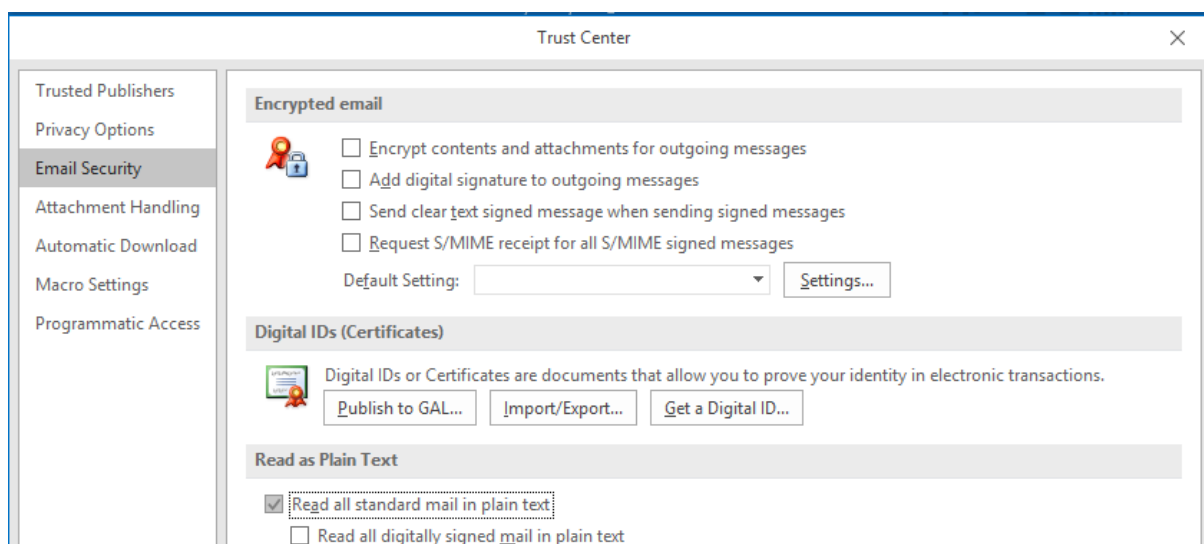 Trust Center
Trusted Publishers
Privacy Options
Email Security
Attachment Handling
Automatic Download
Macro Settings
Programmatic Access
Encrypted email
Encrypt contents and attachments for outgoing messages
Add digital signature to outgoing messages
Send clear text signed message when sending signed messages
Request S/MIME receipt for all S/MIME signed messages
Default Setting:
Settings...
Digital IDs (Certificates)
Digital IDs or Certificates are documents that allow you to prove your identity in electronic transactions.
Publish to GAL... Import/Export... Get a Digital ID...
Read as Plain Text
Read all standard mail in plain text
Read all digitally signed mail in plain text